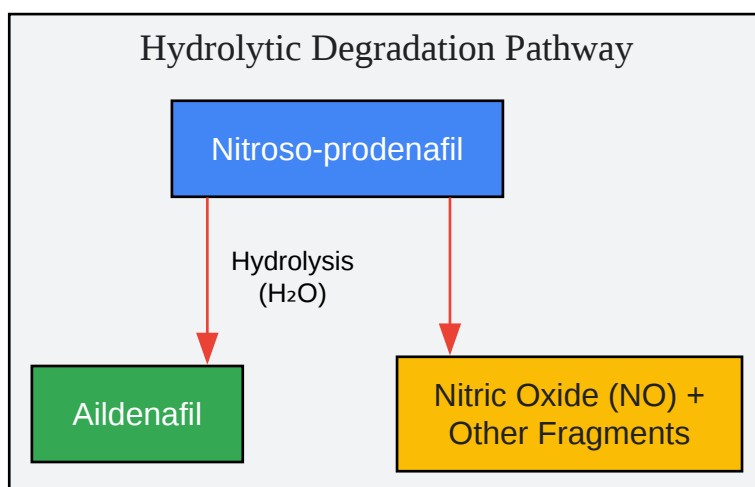 Hydrolytic Degradation Pathway
Nitroso-prodenafil
Hydrolysis
(H₂O)
Aildenafil
Nitric Oxide (NO) +
Other Fragments